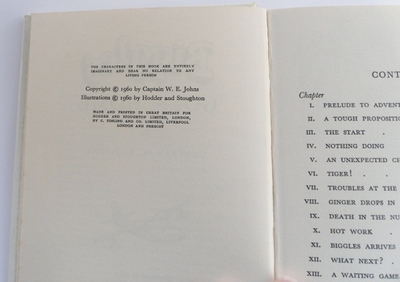 THE CHARACTERS IN THIS BOOK ARE ENTIRELY
IMAGINARY AND BEAR NO RELATION TO ANY
LIVING PERSON
Copyright © 1960 by Captain W. E. Johns
Illustrations © 1960 by Hodder and Stoughton
MADE AND PRINTED IN GREAT BRITAIN FOR
HODDER AND STOUGHTON LIMITED, LONDON,
BY C. TINLING AND CO. LIMITED, LIVERPOOL
LONDON AND PRESCOT
CONT
Chapter
I. PRELUDE TO ADVENT
II. A TOUGH PROPOSITIO
III. THE START .
IV. NOTHING DOING
V. AN UNEXPECTED C
VI. TIGER! . .
VII. TROUBLES AT THE
VIII. GINGER DROPS IN
IX. DEATH IN THE NU
X. HOT WORK .
XI. BIGGLES ARRIVES
XII. WHAT NEXT? .
XIII. A WAITING GAME